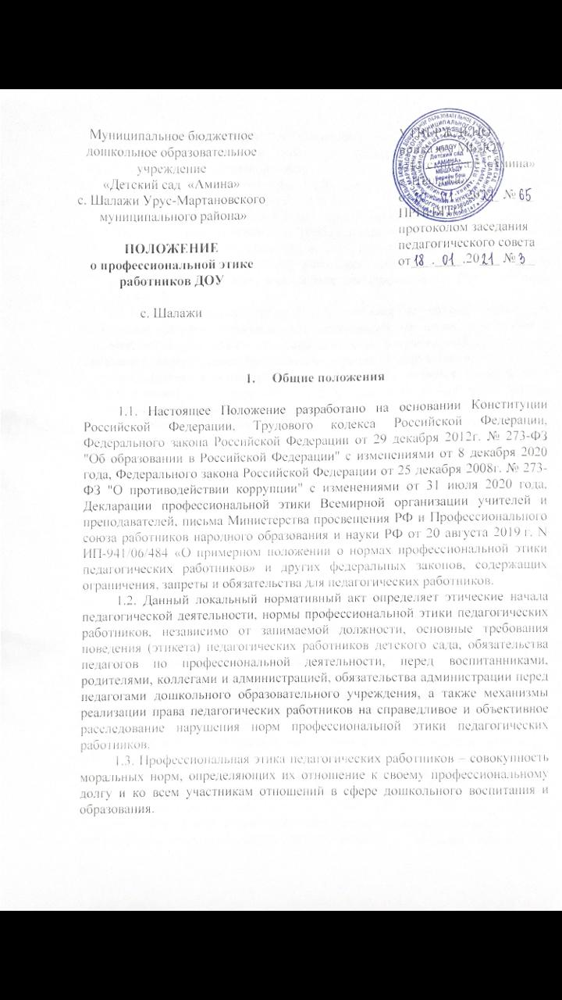 Муниципальное бюджетное
дошкольное образовательное
учреждение
«Детский сад «Амина»
с. Шалажи Урус-Мартановского
муниципального района»
ПОЛОЖЕНИЕ
о профессиональной этике
работников ДОУ
с. Шалажи
МБДОУ
Детский сад
«АМИНА»
МБШХЬДУ
Берийн беш
«АМИНА»
№ 65
протоколом заседания
педагогического совета
от 18 . 01 .2021 № 3
1. Общие положения
1.1. Настоящее Положение разработано на основании Конституции
Российской Федерации, Трудового кодекса Российской Федерации,
Федерального закона Российской Федерации от 29 декабря 2012г. № 273-ФЗ
"Об образовании в Российской Федерации" с изменениями от 8 декабря 2020
года, Федерального закона Российской Федерации от 25 декабря 2008г. № 273-
ФЗ "О противодействии коррупции" с изменениями от 31 июля 2020 года,
Декларации профессиональной этики Всемирной организации учителей и
преподавателей, письма Министерства просвещения РФ и Профессионального
союза работников народного образования и науки РФ от 20 августа 2019 г. N
ИП-941/06/484 «О примерном положении о нормах профессиональной этики
педагогических работников» и других федеральных законов, содержащих
ограничения, запреты и обязательства для педагогических работников.
1.2. Данный локальный нормативный акт определяет этические начала
педагогической деятельности, нормы профессиональной этики педагогических
работников, независимо от занимаемой должности, основные требования
поведения (этикета) педагогических работников детского сада, обязательства
педагогов по профессиональной деятельности, перед воспитанниками,
родителями, коллегами и администрацией, обязательства администрации перед
педагогами дошкольного образовательного учреждения, а также механизмы
реализации права педагогических работников на справедливое и объективное
расследование нарушения норм профессиональной этики педагогических
работников.
1.3. Профессиональная этика педагогических работников – совокупность
моральных норм, определяющих их отношение к своему профессиональному
долгу и ко всем участникам отношений в сфере дошкольного воспитания и
образования.